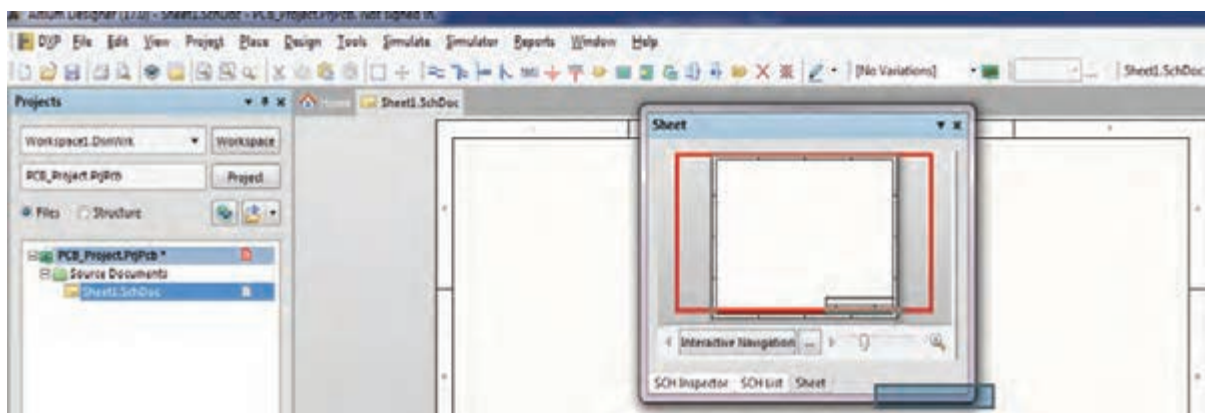 Altium Designer (17.0) - Sheet1.SchDoc - PCB_Project.PrjPcb. Not signed in.
DXP File Edit View Project Place Design Tools Simulate Simulator Reports Window Help
[No Variations] Sheet1.SchDoc
Projects
Home Sheet1.SchDoc
Workspace1.DsnWrk Workspace
PCB_Project.PrjPcb Project
Files Structure
PCB_Project.PrjPcb *
Source Documents
Sheet1.SchDoc
Sheet
Interactive Navigation ...
SCH Inspector SCH List Sheet